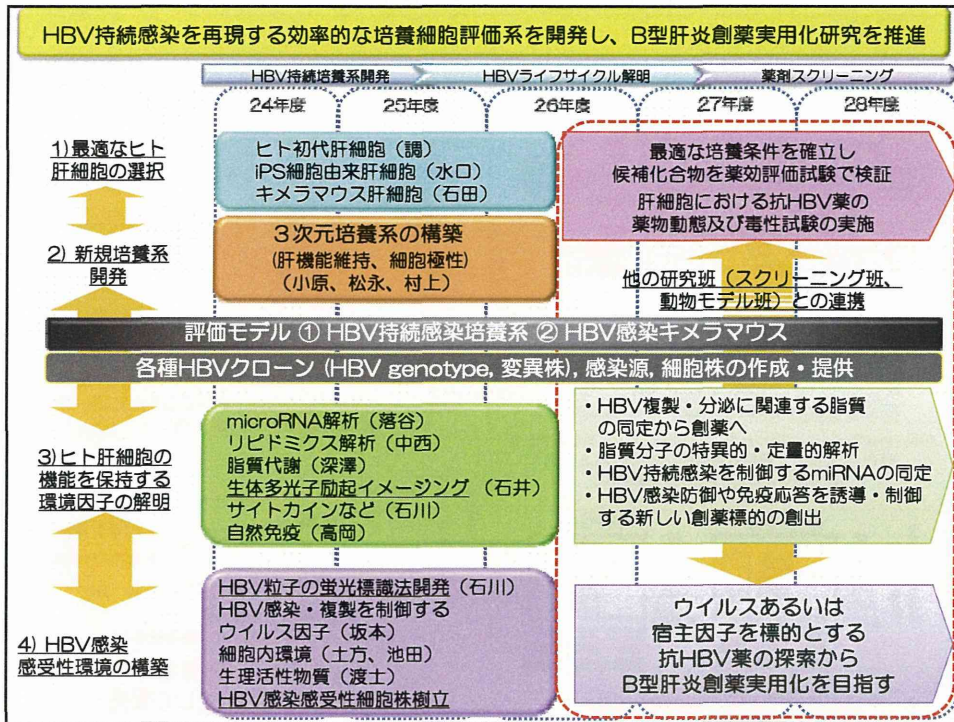 HBV持続感染を再現する効率的な培養細胞評価系を開発し、B型肝炎創薬実用化研究を推進
HBV持続培養系開発
HBVライフサイクル解明
薬剤スクリーニング
24年度
25年度
26年度
27年度
28年度
1) 最適なヒト
肝細胞の選択
ヒト初代肝細胞（調）
iPS細胞由来肝細胞（水口）
キメラマウス肝細胞（石田）
最適な培養条件を確立し
候補化合物を薬効評価試験で検証
肝細胞における抗HBV薬の
薬物動態及び毒性試験の実施
2) 新規培養系
開発
3次元培養系の構築
(肝機能維持、細胞極性)
（小原、松永、村上）
他の研究班（スクリーニング班、
動物モデル班）との連携
評価モデル ① HBV持続感染培養系 ② HBV感染キメラマウス
各種HBVクローン (HBV genotype, 変異株), 感染源, 細胞株の作成・提供
3)ヒト肝細胞の
機能を保持する
環境因子の解明
microRNA解析（落谷）
リピドミクス解析（中西）
脂質代謝（深澤）
生体多光子励起イメージング（石井）
サイトカインなど（石川）
自然免疫（高岡）
・HBV複製・分泌に関連する脂質
の同定から創薬へ
・脂質分子の特異的・定量的解析
・HBV持続感染を制御するmiRNAの同定
・HBV感染防御や免疫応答を誘導・制御
する新しい創薬標的の創出
4) HBV感染
感受性環境の構築
HBV粒子の蛍光標識法開発（石川）
HBV感染・複製を制御する
ウイルス因子（坂本）
細胞内環境（土方、池田）
生理活性物質（渡士）
HBV感染感受性細胞株樹立
ウイルスあるいは
宿主因子を標的とする
抗HBV薬の探索から
B型肝炎創薬実用化を目指す